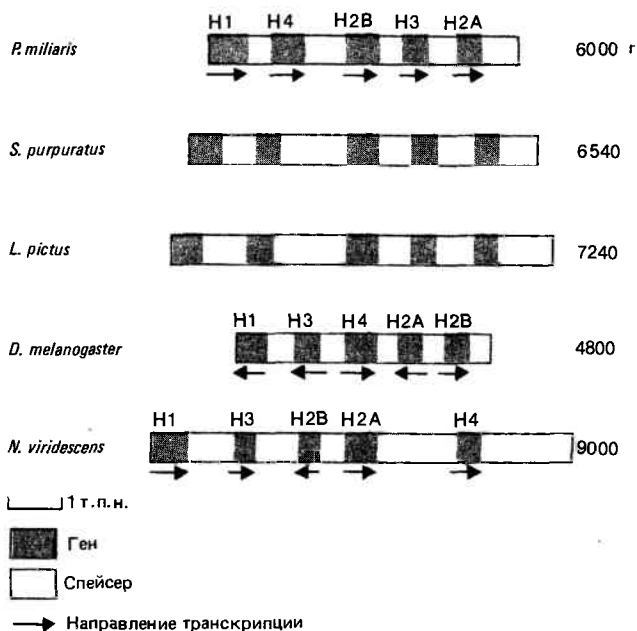 H1 H4 H2B H3 H2A
P. miliaris 6000 г
S. purpuratus 6540
L. pictus 7240
H1 H3 H4 H2A H2B
D. melanogaster 4800
H1 H3 H2B H2A H4
N. viridescens 9000
1 т.п.н.
Ген
Спейсер
Направление транскрипции